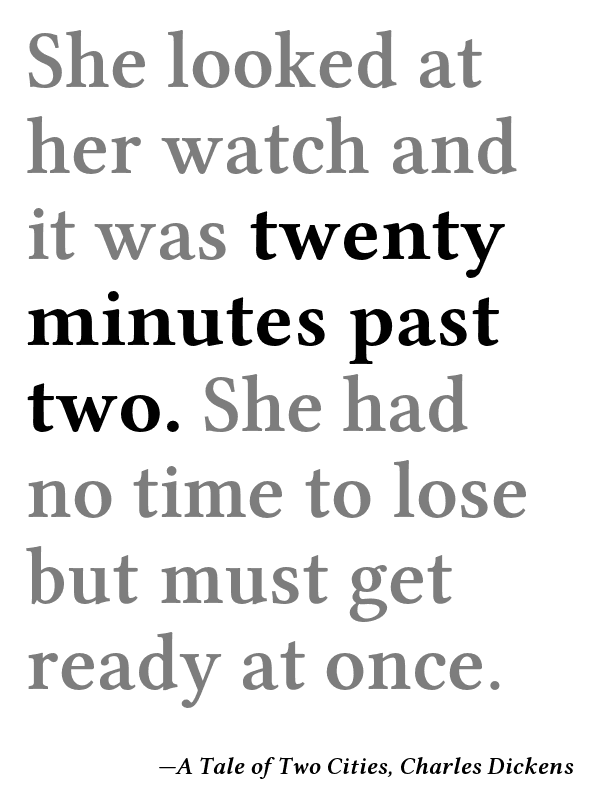 She looked at
her watch and
it was twenty
minutes past
two. She had
no time to lose
but must get
ready at once.
—A Tale of Two Cities, Charles Dickens